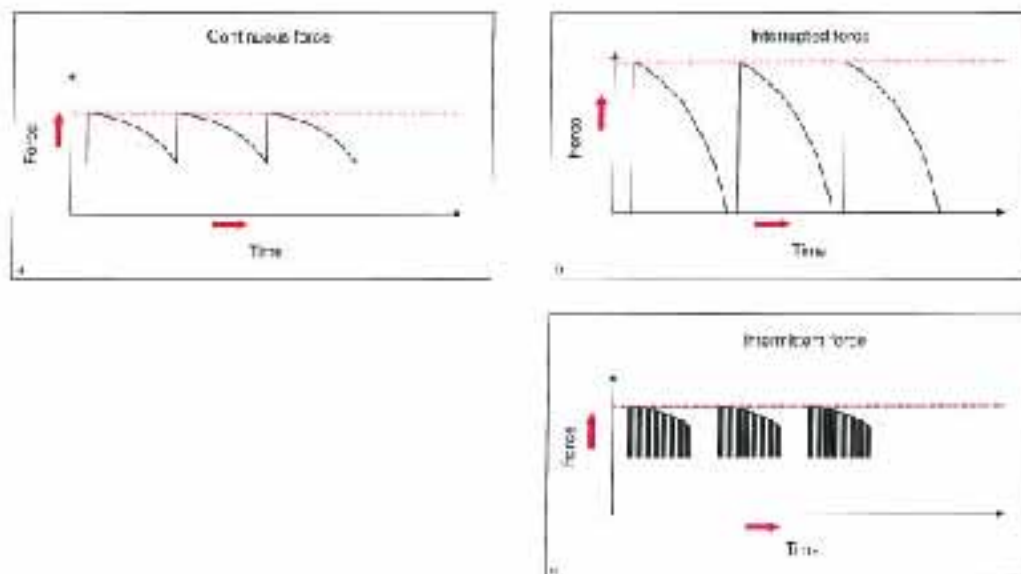 Continuous force
Force
Time
Interrupted force
Force
Time
Intermittent force
Force
Time